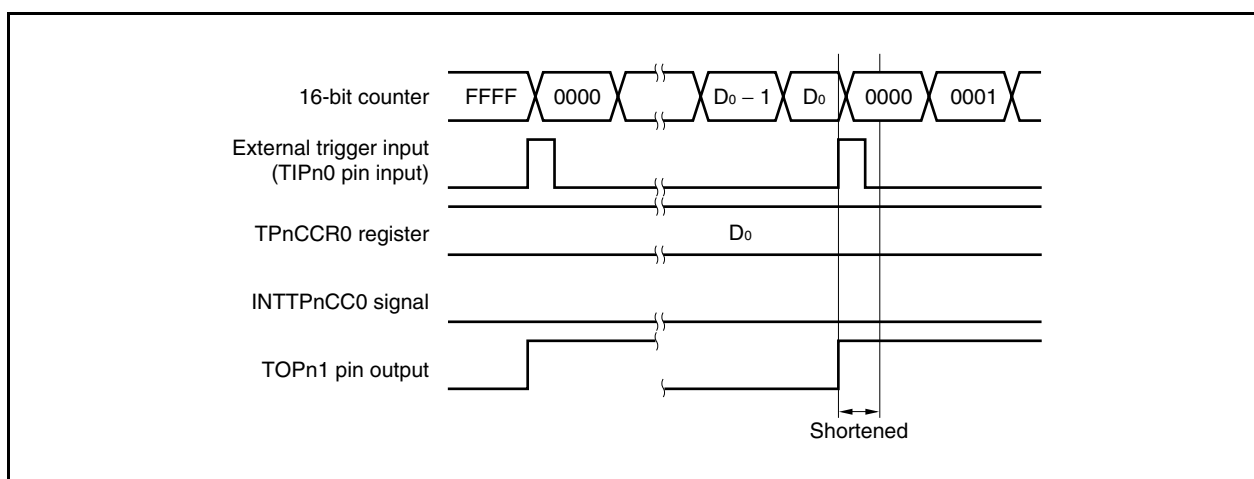 16-bit counter FFFF 0000 D0 − 1 D0 0000 0001
External trigger input
(TIPn0 pin input)
TPnCCR0 register D0
INTTPnCC0 signal
TOPn1 pin output
Shortened